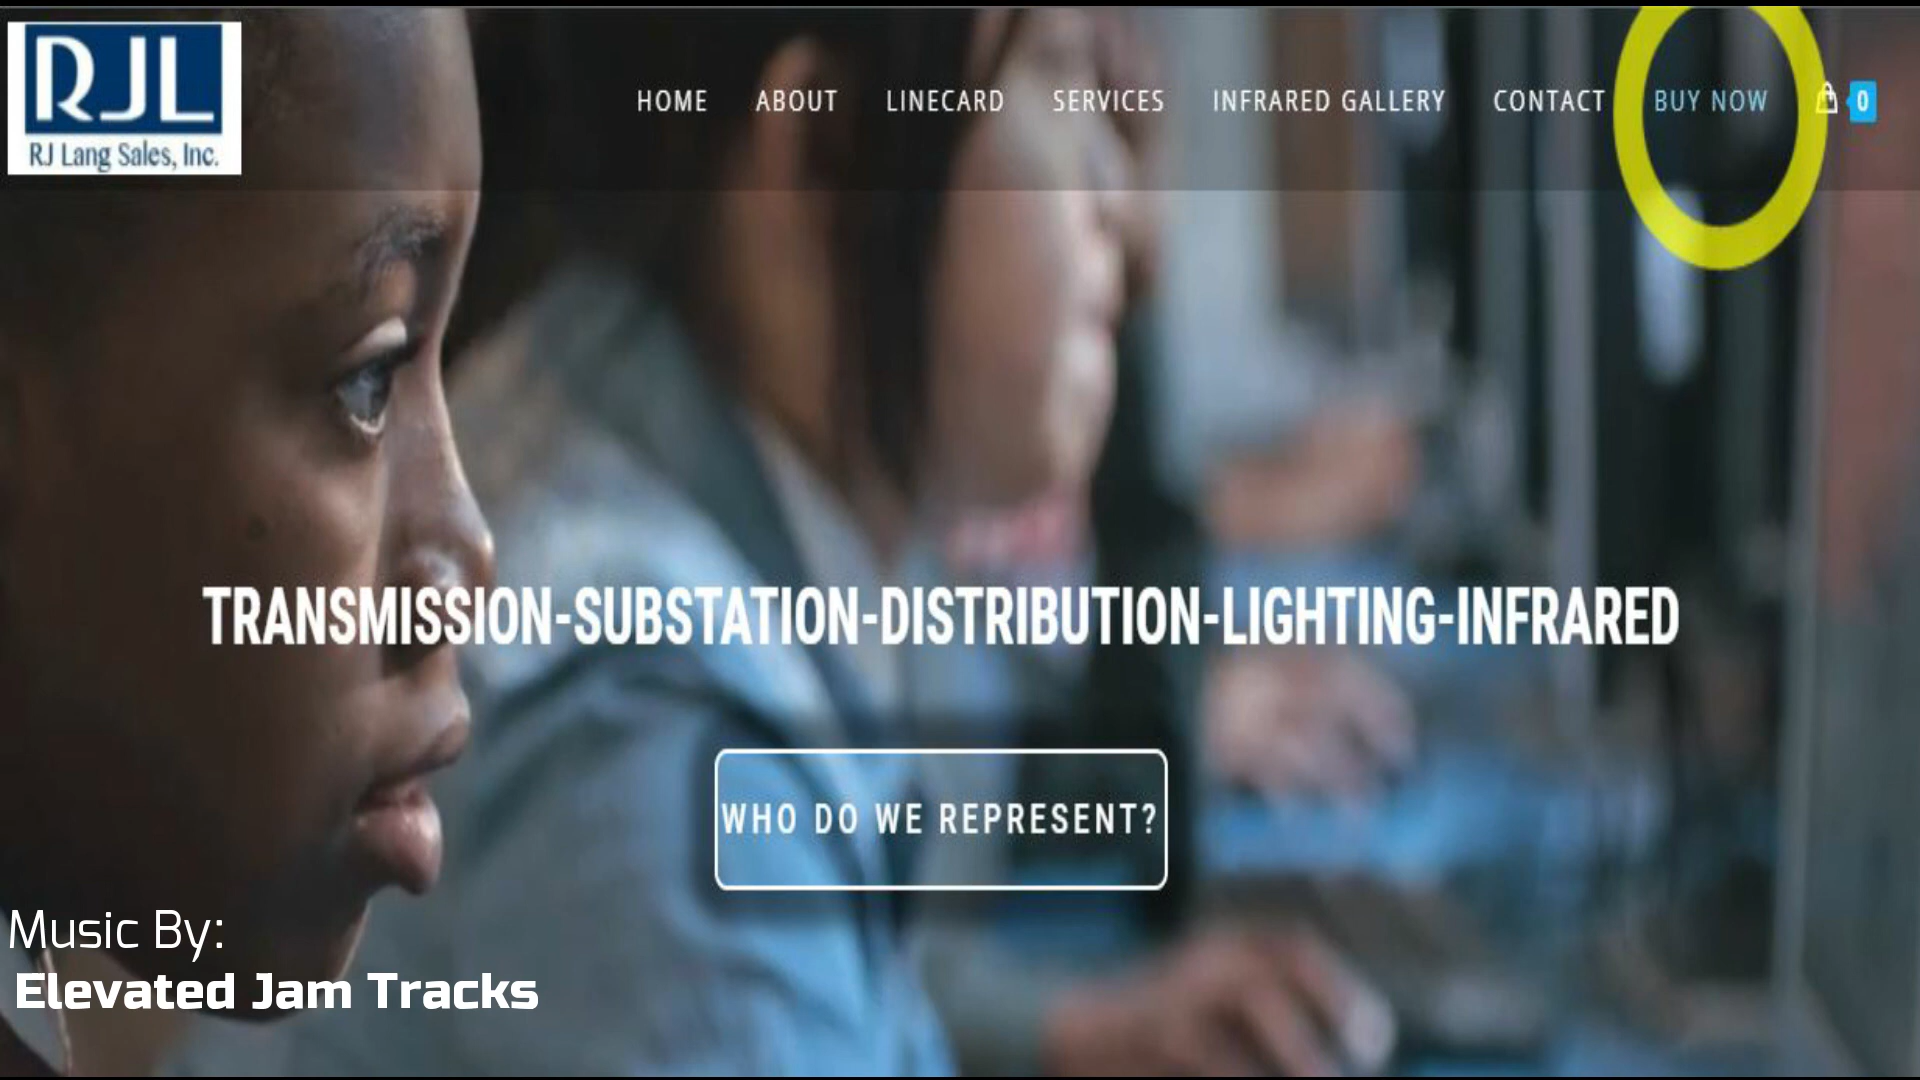 RJL
RJ Lang Sales, Inc.
HOME ABOUT LINECARD SERVICES INFRARED GALLERY CONTACT BUY NOW 0
TRANSMISSION-SUBSTATION-DISTRIBUTION-LIGHTING-INFRARED
WHO DO WE REPRESENT?
Music By:
Elevated Jam Tracks